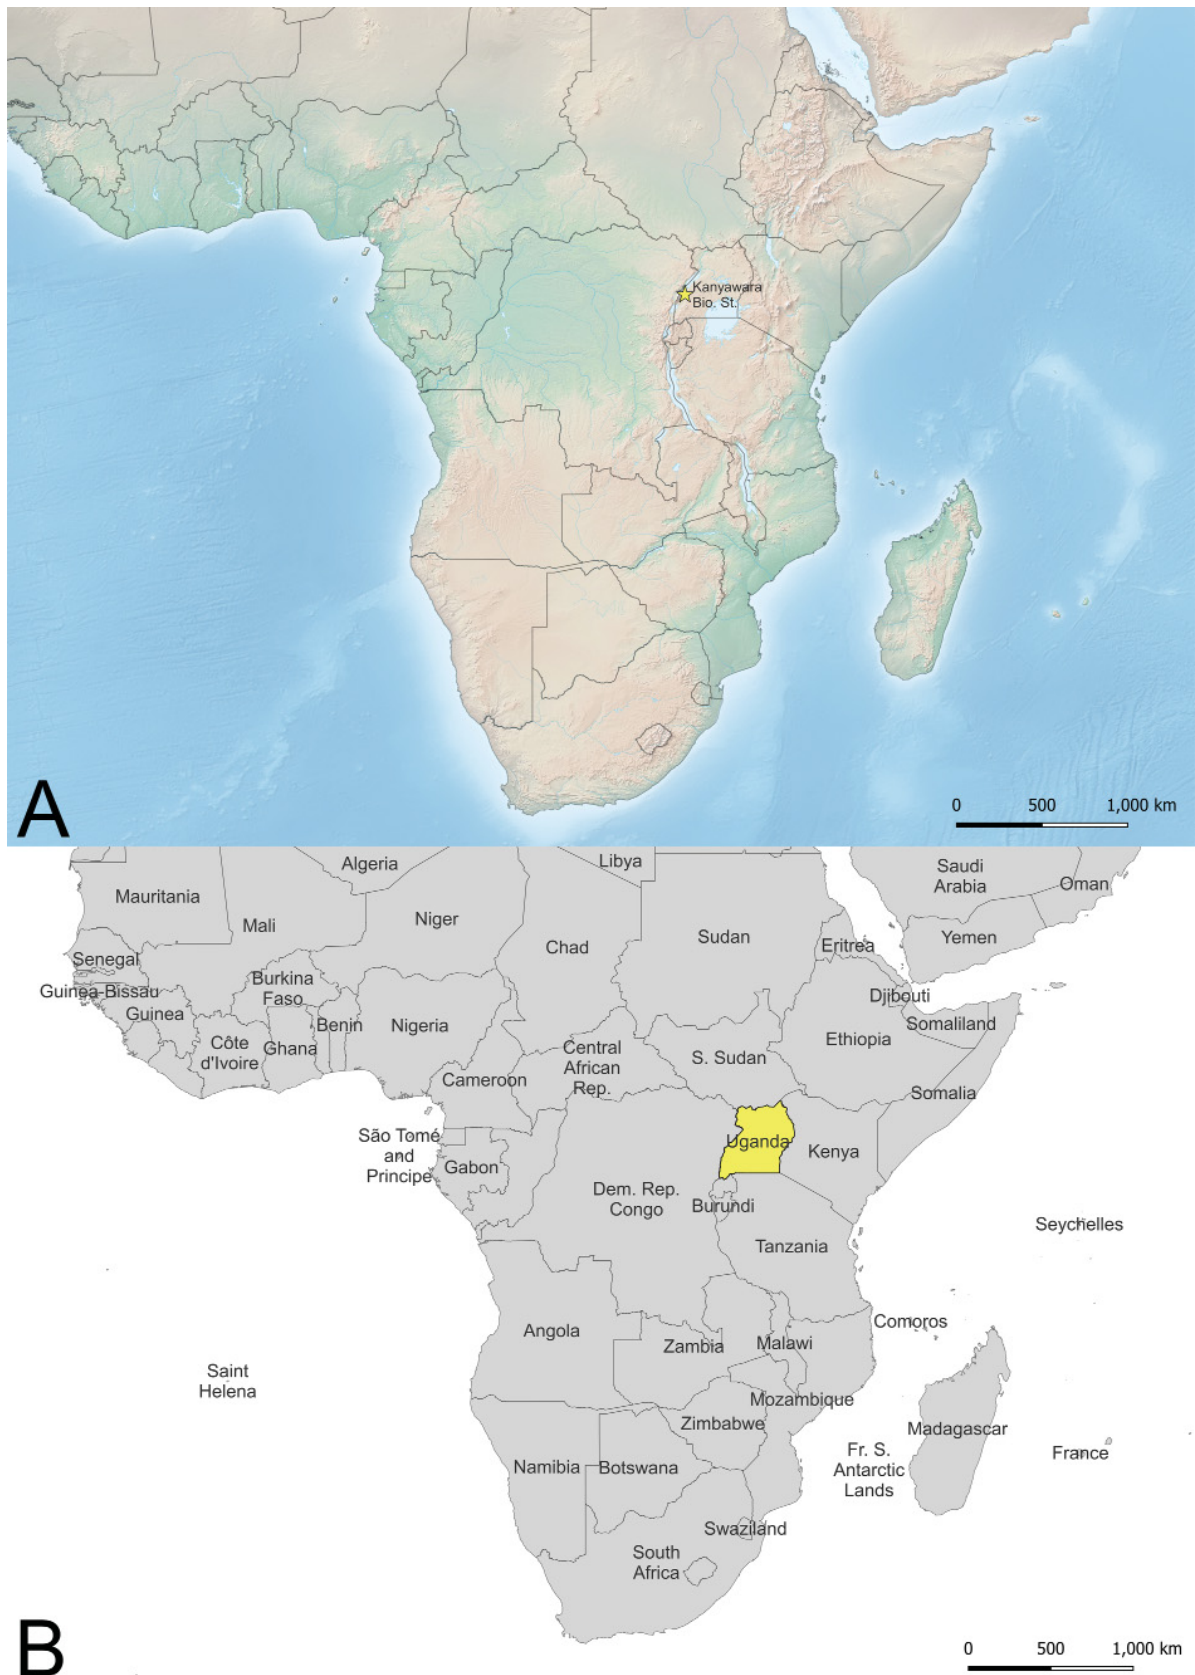 Kanyawara
Bio. St.
A
0 500 1,000 km
Algeria
Libya
Saudi
Arabia
Oman
Mauritania
Mali
Niger
Chad
Sudan
Eritrea
Yemen
Senegal
Burkina
Faso
Guinea-Bissau
Guinea
Djibouti
Benin
Nigeria
Somaliland
Côte
d'Ivoire
Ghana
Ethiopia
Central
African
Rep.
S. Sudan
Cameroon
Somalia
São Tomé
and
Principe
Gabon
Uganda
Kenya
Dem. Rep.
Congo
Burundi
Seychelles
Tanzania
Angola
Zambia
Malawi
Comoros
Saint
Helena
Mozambique
Zimbabwe
Madagascar
Namibia
Botswana
Fr. S.
Antarctic
Lands
France
Swaziland
South
Africa
B
0 500 1,000 km